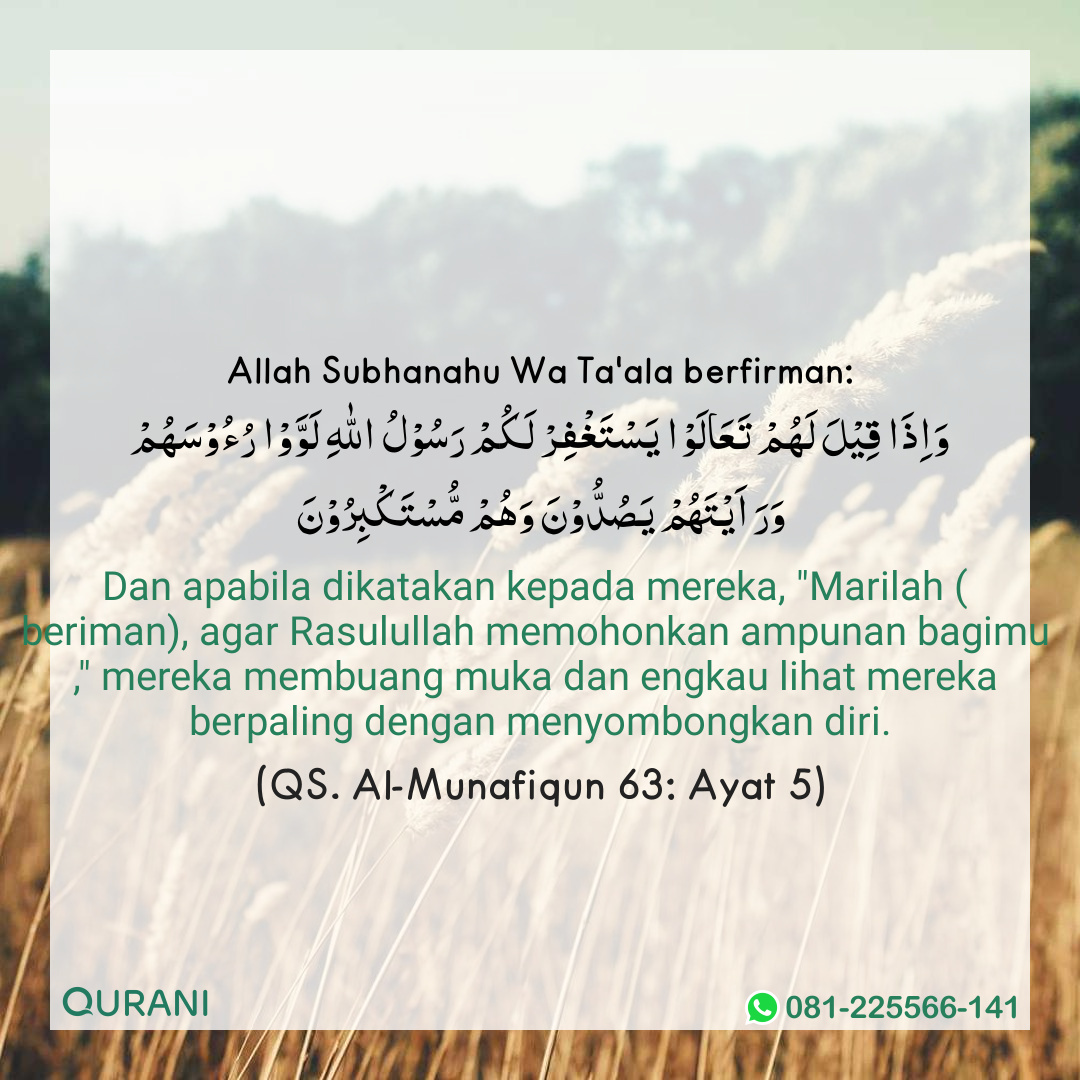 Allah Subhanahu Wa Ta'ala berfirman:
وَاِذَا قِيْلَ لَهُمْ تَعَالَوْا يَسْتَغْفِرْ لَـكُمْ رَسُوْلُ اللّٰهِ لَوَّوْا رُءُوْسَهُمْ
وَرَاَيْتَهُمْ يَصُدُّوْنَ وَهُمْ مُّسْتَكْبِرُوْنَ
Dan apabila dikatakan kepada mereka, "Marilah (
beriman), agar Rasulullah memohonkan ampunan bagimu
," mereka membuang muka dan engkau lihat mereka
berpaling dengan menyombongkan diri.
(QS. Al-Munafiqun 63: Ayat 5)
QURANI
081-225566-141